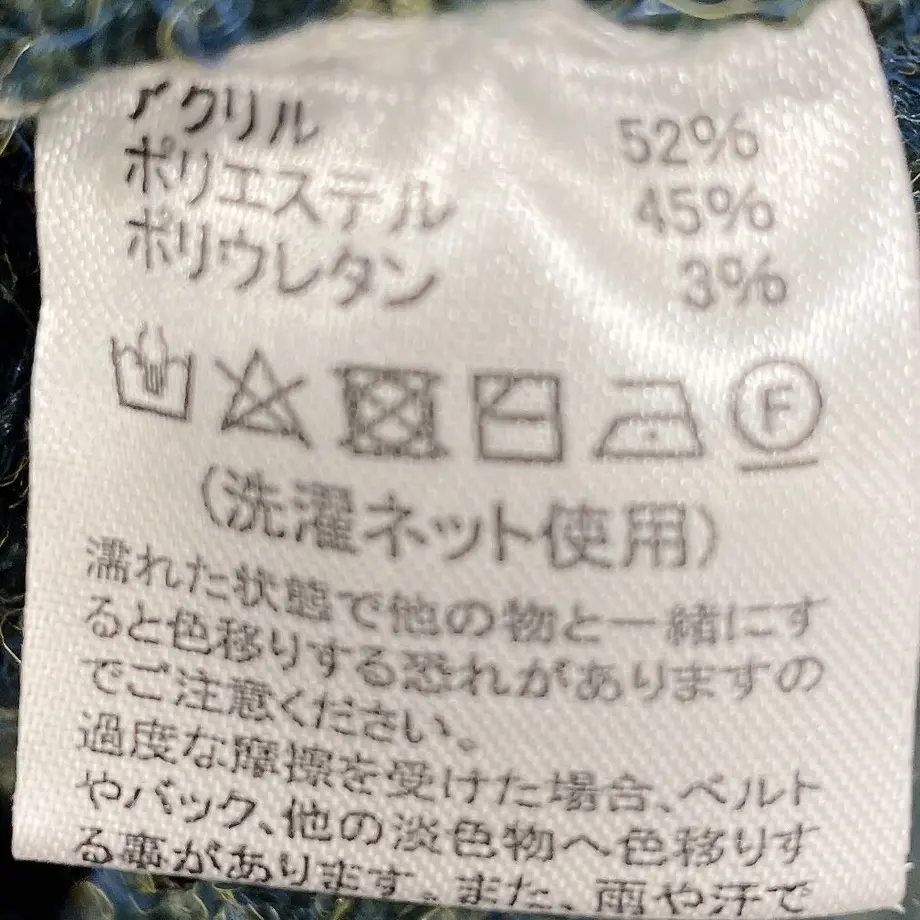 アクリル 52%
ポリエステル 45%
ポリウレタン 3%
F
(洗濯ネット使用)
濡れた状態で他の物と一緒にす
ると色移りする恐れがありますの
でご注意ください。
過度な摩擦を受けた場合、ベルト
やバック、他の淡色物へ色移りす
る事があります。また、雨や汗で